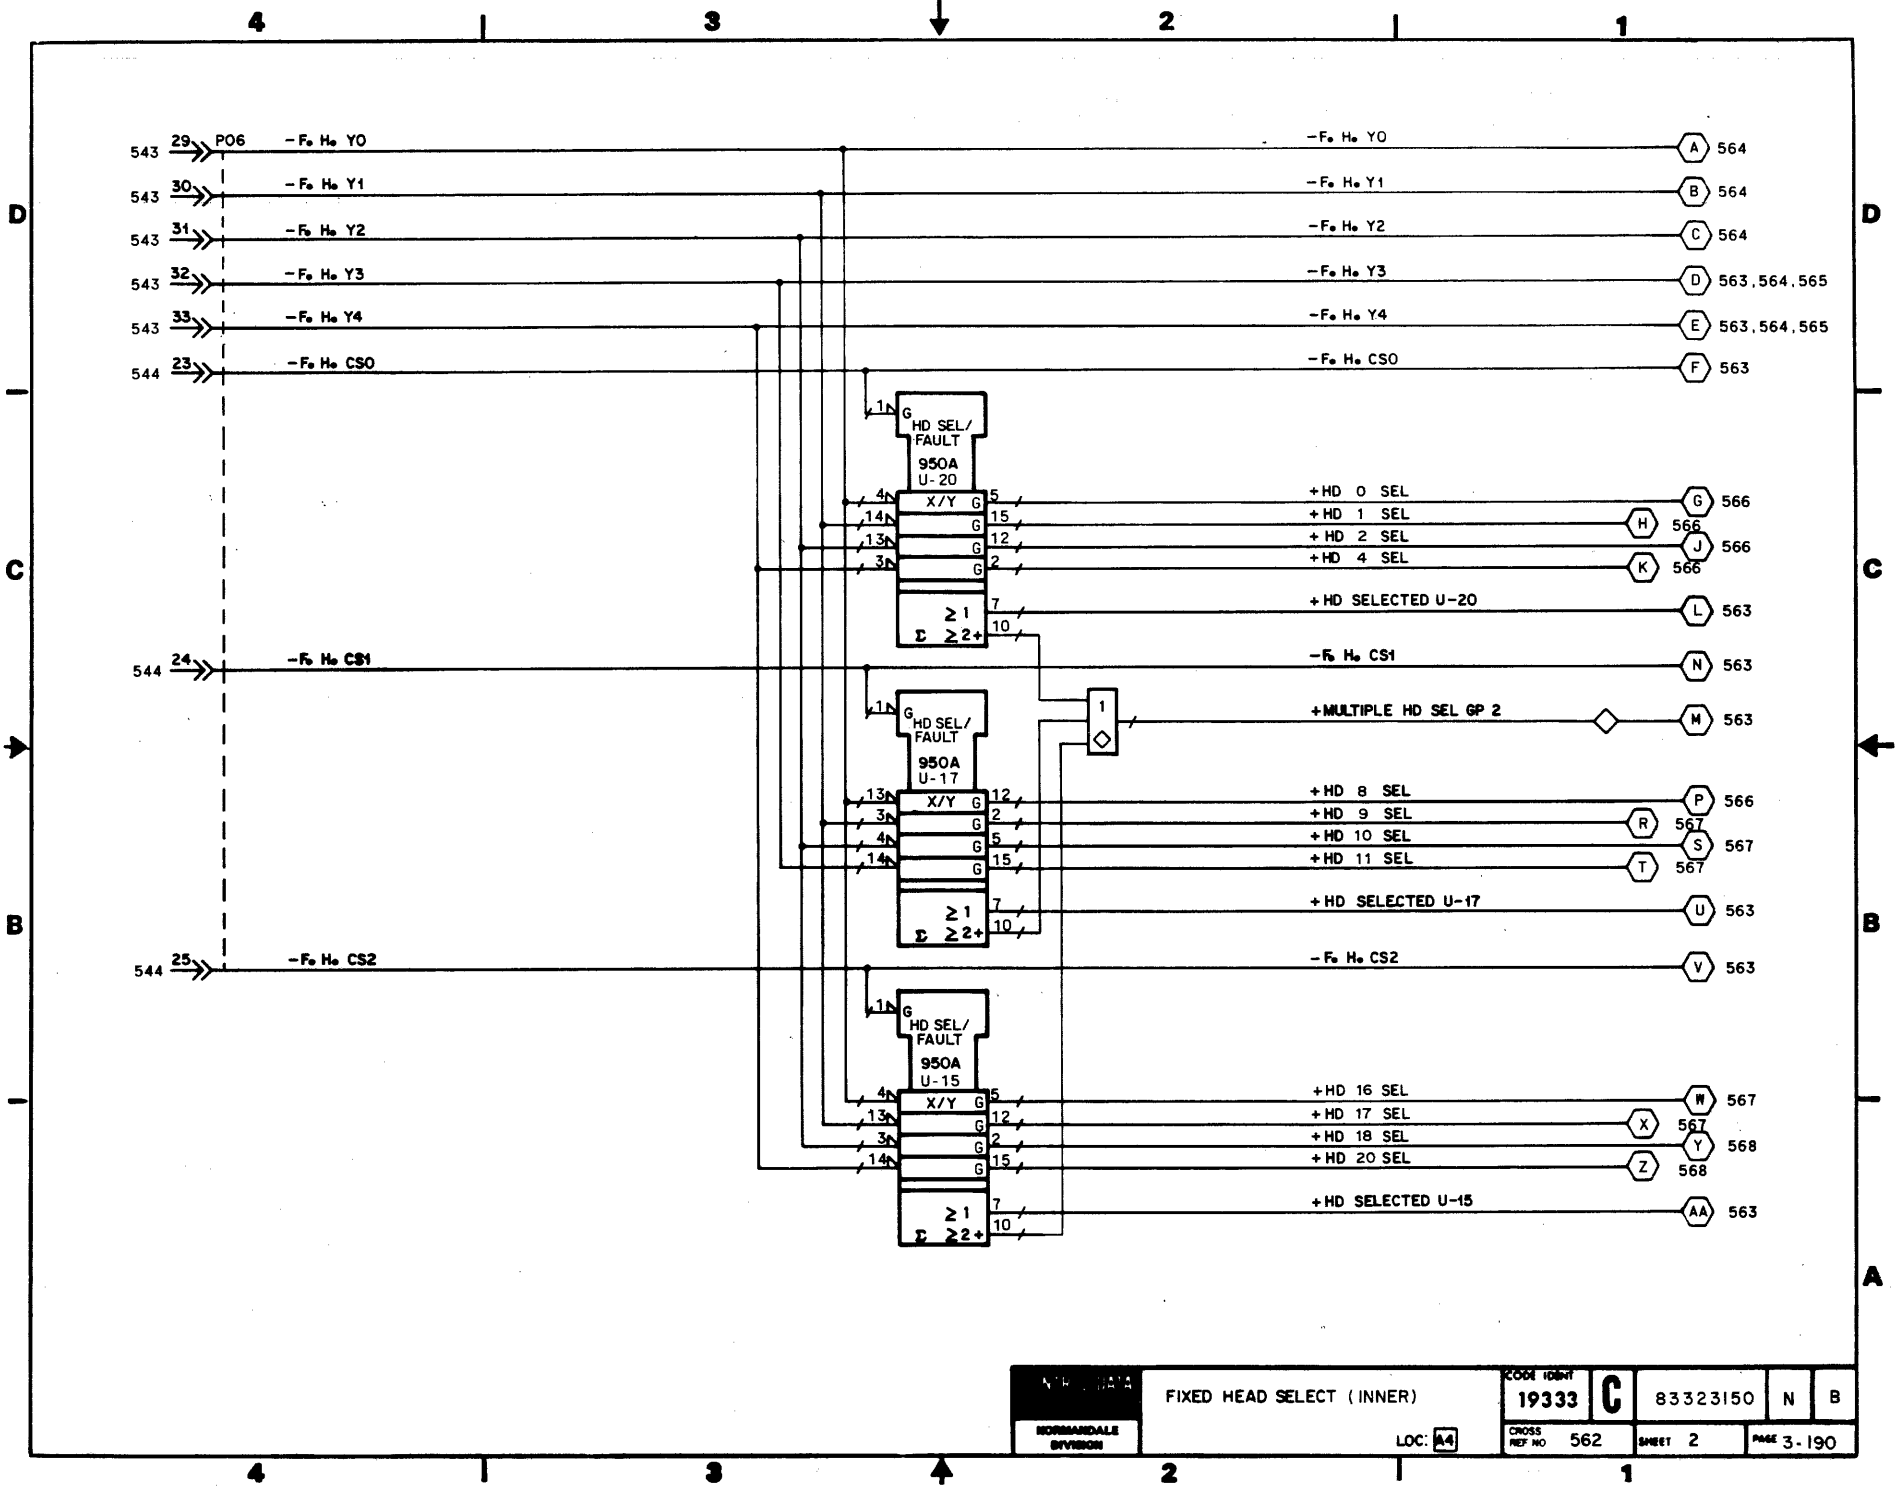 4 3 2 1
543 29 P06 -F. H. Y0 -F. H. Y0 A 564
543 30 -F. H. Y1 -F. H. Y1 B 564
D D
543 31 -F. H. Y2 -F. H. Y2 C 564
543 32 -F. H. Y3 -F. H. Y3 D 563,564,565
543 33 -F. H. Y4 -F. H. Y4 E 563,564,565
544 23 -F. H. CS0 -F. H. CS0 F 563
1 G
HD SEL/
FAULT
950A
U-20
4 X/Y G 5 +HD 0 SEL G 566
14 G 15 +HD 1 SEL H 566
13 G 12 +HD 2 SEL J 566
3 G 2 +HD 4 SEL K 566
C C
≥1 7 +HD SELECTED U-20 L 563
Σ ≥2+ 10
544 24 -F. H. CS1 -F. H. CS1 N 563
1 G
HD SEL/
FAULT
1 +MULTIPLE HD SEL GP 2 M 563
950A
U-17
13 X/Y G 12 +HD 8 SEL P 566
3 G 2 +HD 9 SEL R 567
4 G 5 +HD 10 SEL S 567
14 G 15 +HD 11 SEL T 567
≥1 7 +HD SELECTED U-17 U 563
B B
Σ ≥2+ 10
544 25 -F. H. CS2 -F. H. CS2 V 563
1 G
HD SEL/
FAULT
950A
U-15
4 X/Y G 5 +HD 16 SEL W 567
13 G 12 +HD 17 SEL X 567
3 G 2 +HD 18 SEL Y 568
14 G 15 +HD 20 SEL Z 568
≥1 7 +HD SELECTED U-15 AA 563
Σ ≥2+ 10
A
NORMANDALE
DIVISION
FIXED HEAD SELECT (INNER)
LOC: A4
CODE IDENT
19333 C 83323150 N B
CROSS
REF NO 562 SHEET 2 PAGE 3-190
4 3 2 1